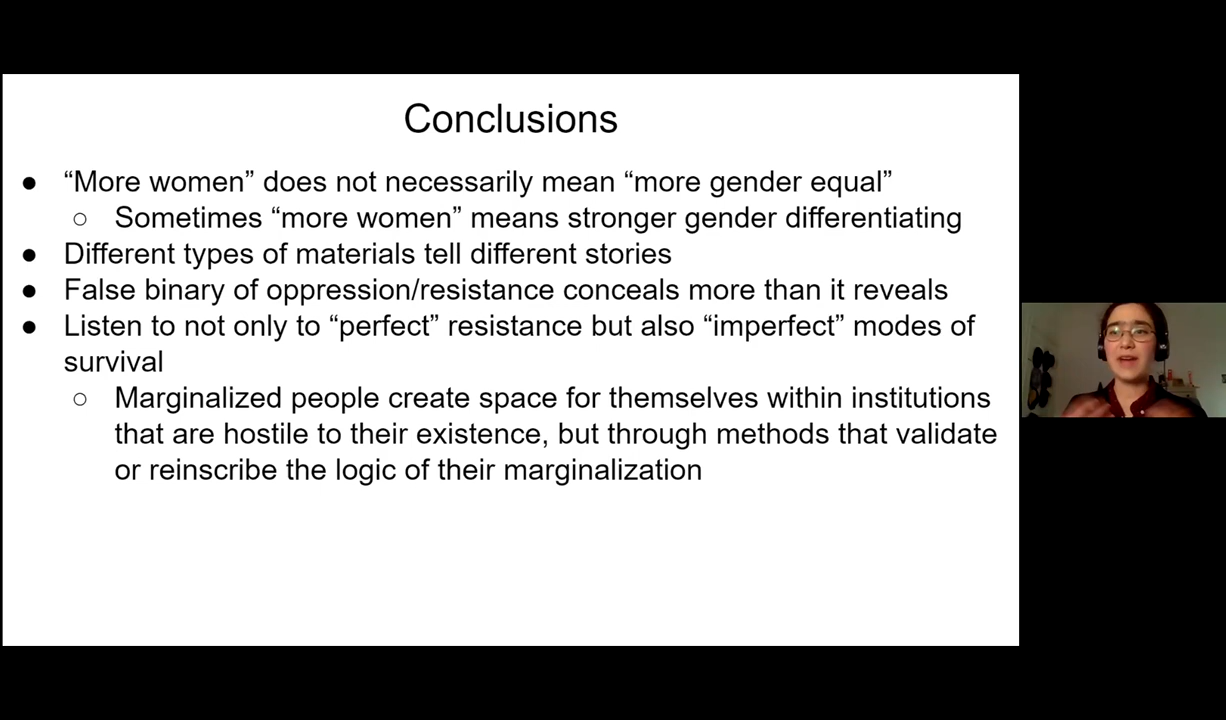 Conclusions
● “More women” does not necessarily mean “more gender equal”
○ Sometimes “more women” means stronger gender differentiating
● Different types of materials tell different stories
● False binary of oppression/resistance conceals more than it reveals
● Listen to not only to “perfect” resistance but also “imperfect” modes of
survival
○ Marginalized people create space for themselves within institutions
that are hostile to their existence, but through methods that validate
or reinscribe the logic of their marginalization